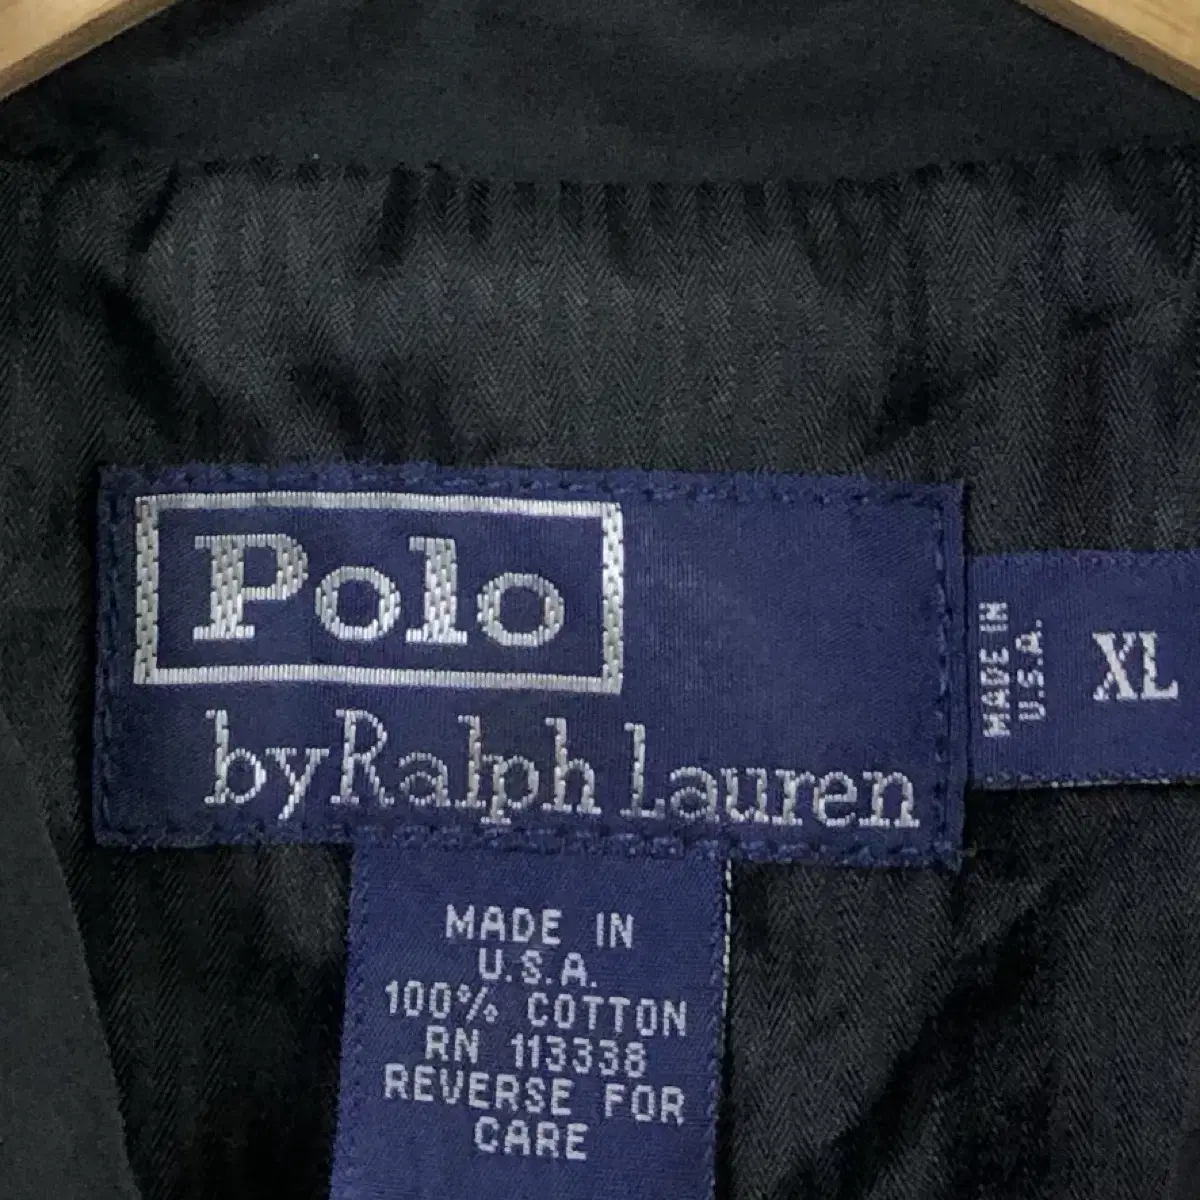 Polo
by Ralph Lauren
MADE IN
U.S.A.
XL
MADE IN
U.S.A.
100% COTTON
RN 113338
REVERSE FOR
CARE